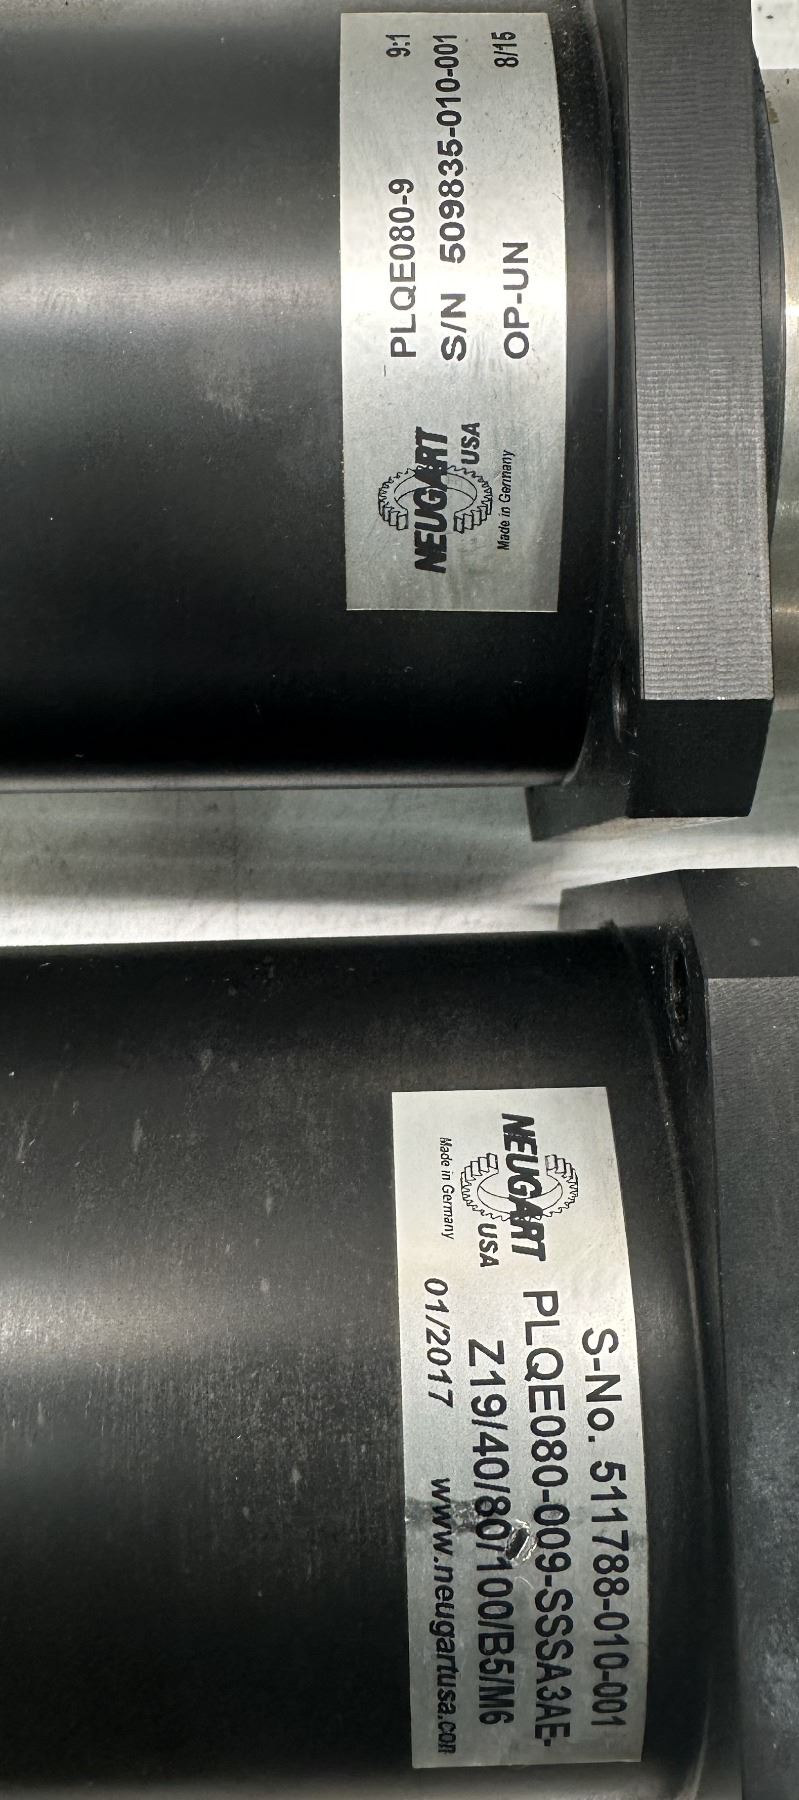 PLQE080-9 9:1
S/N 509835-010-001
OP-UN 8/15
NEUGART
USA
Made in Germany
S-No. 511788-010-001
PLQE080-009-SSSA3AE-
Z19/40/80/100/B5/M6
01/2017 www.neugartusa.com
NEUGART
USA
Made in Germany